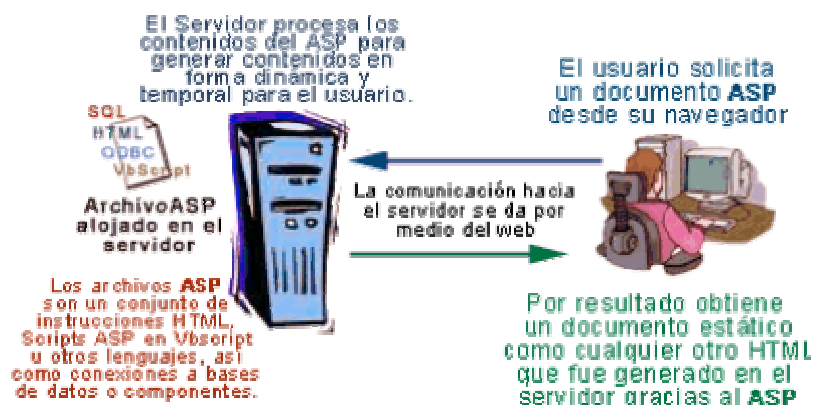 El Servidor procesa los
contenidos del ASP para
generar contenidos en
forma dinámica y
temporal para el usuario.
El usuario solicita
un documento ASP
desde su navegador
SQL
HTML
ODBC
VbScript
ArchivoASP
alojado en el
servidor
La comunicación hacia
el servidor se da por
medio del web
Los archivos ASP
son un conjunto de
instrucciones HTML,
Scripts ASP en Vbscript
u otros lenguajes, así
como conexiones a bases
de datos o componentes.
Por resultado obtiene
un documento estático
como cualquier otro HTML
que fue generado en el
servidor gracias al ASP